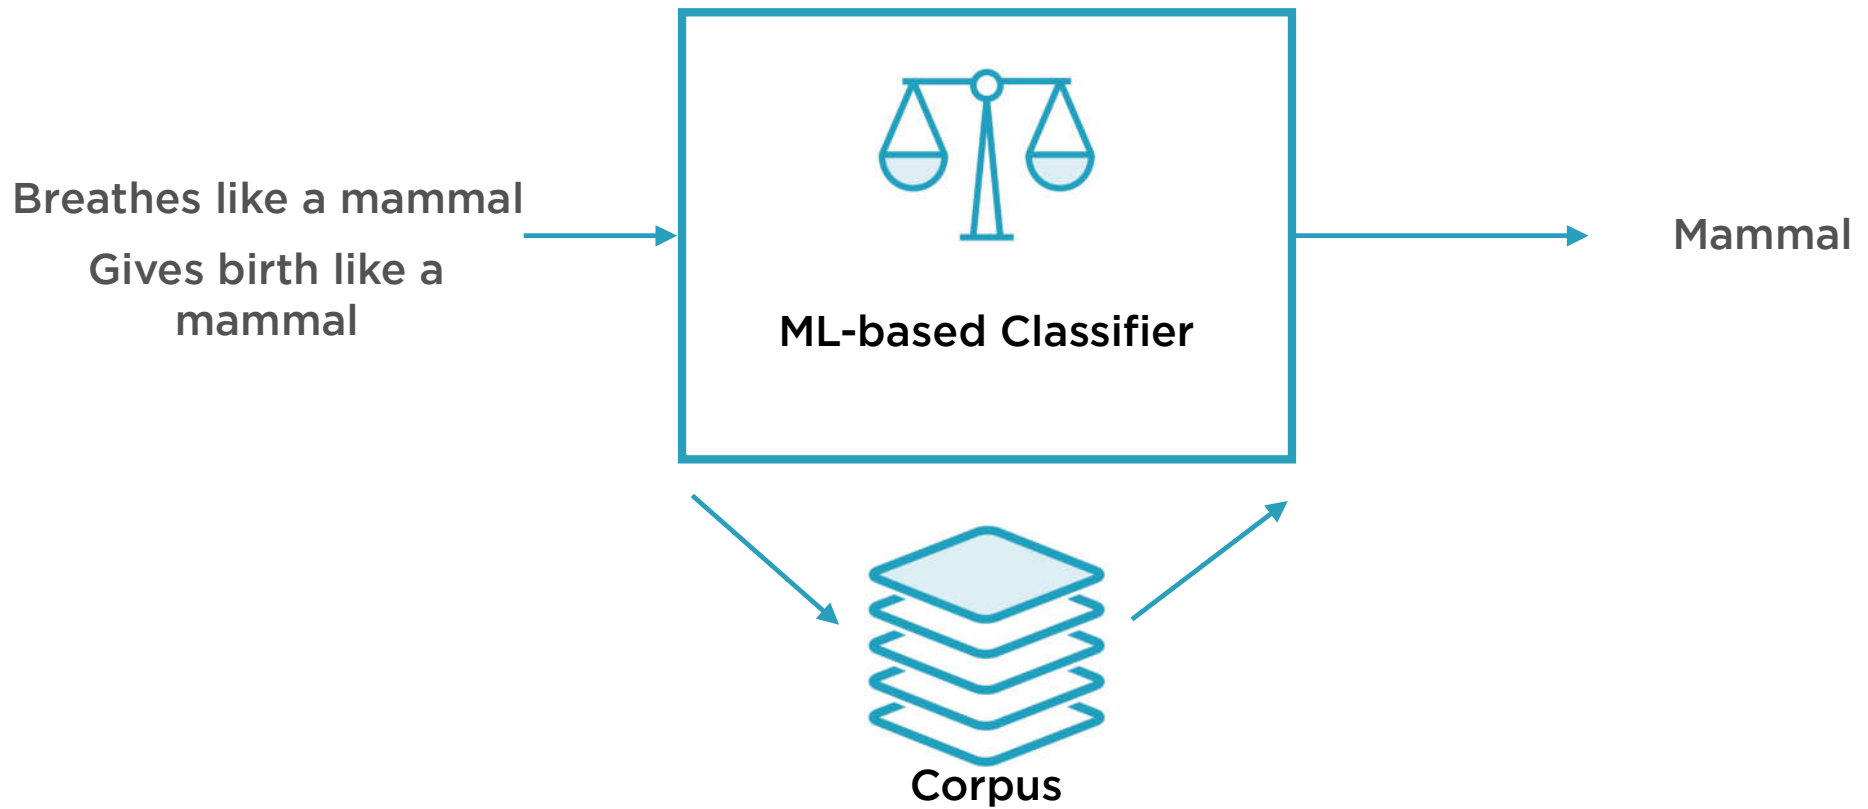 Breathes like a mammal
Gives birth like a
mammal
ML-based Classifier
Mammal
Corpus